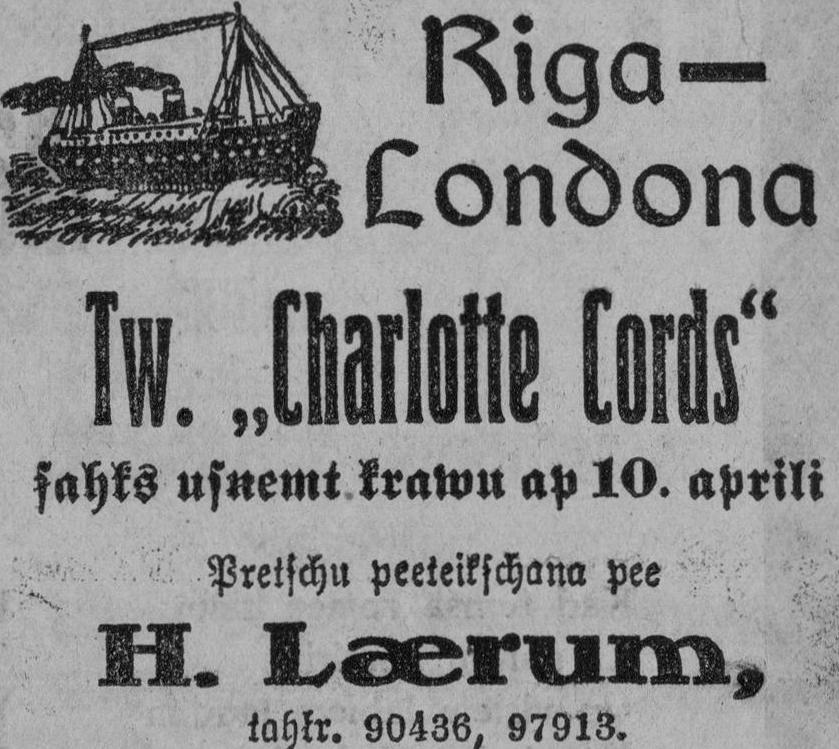 Riga—
Londona
Tw. „Charlotte Cords“
ſahks uſnemt krawu ap 10. aprili
Pretſchu peeteikſchana pee
H. Lærum,
tahlr. 90436, 97913.